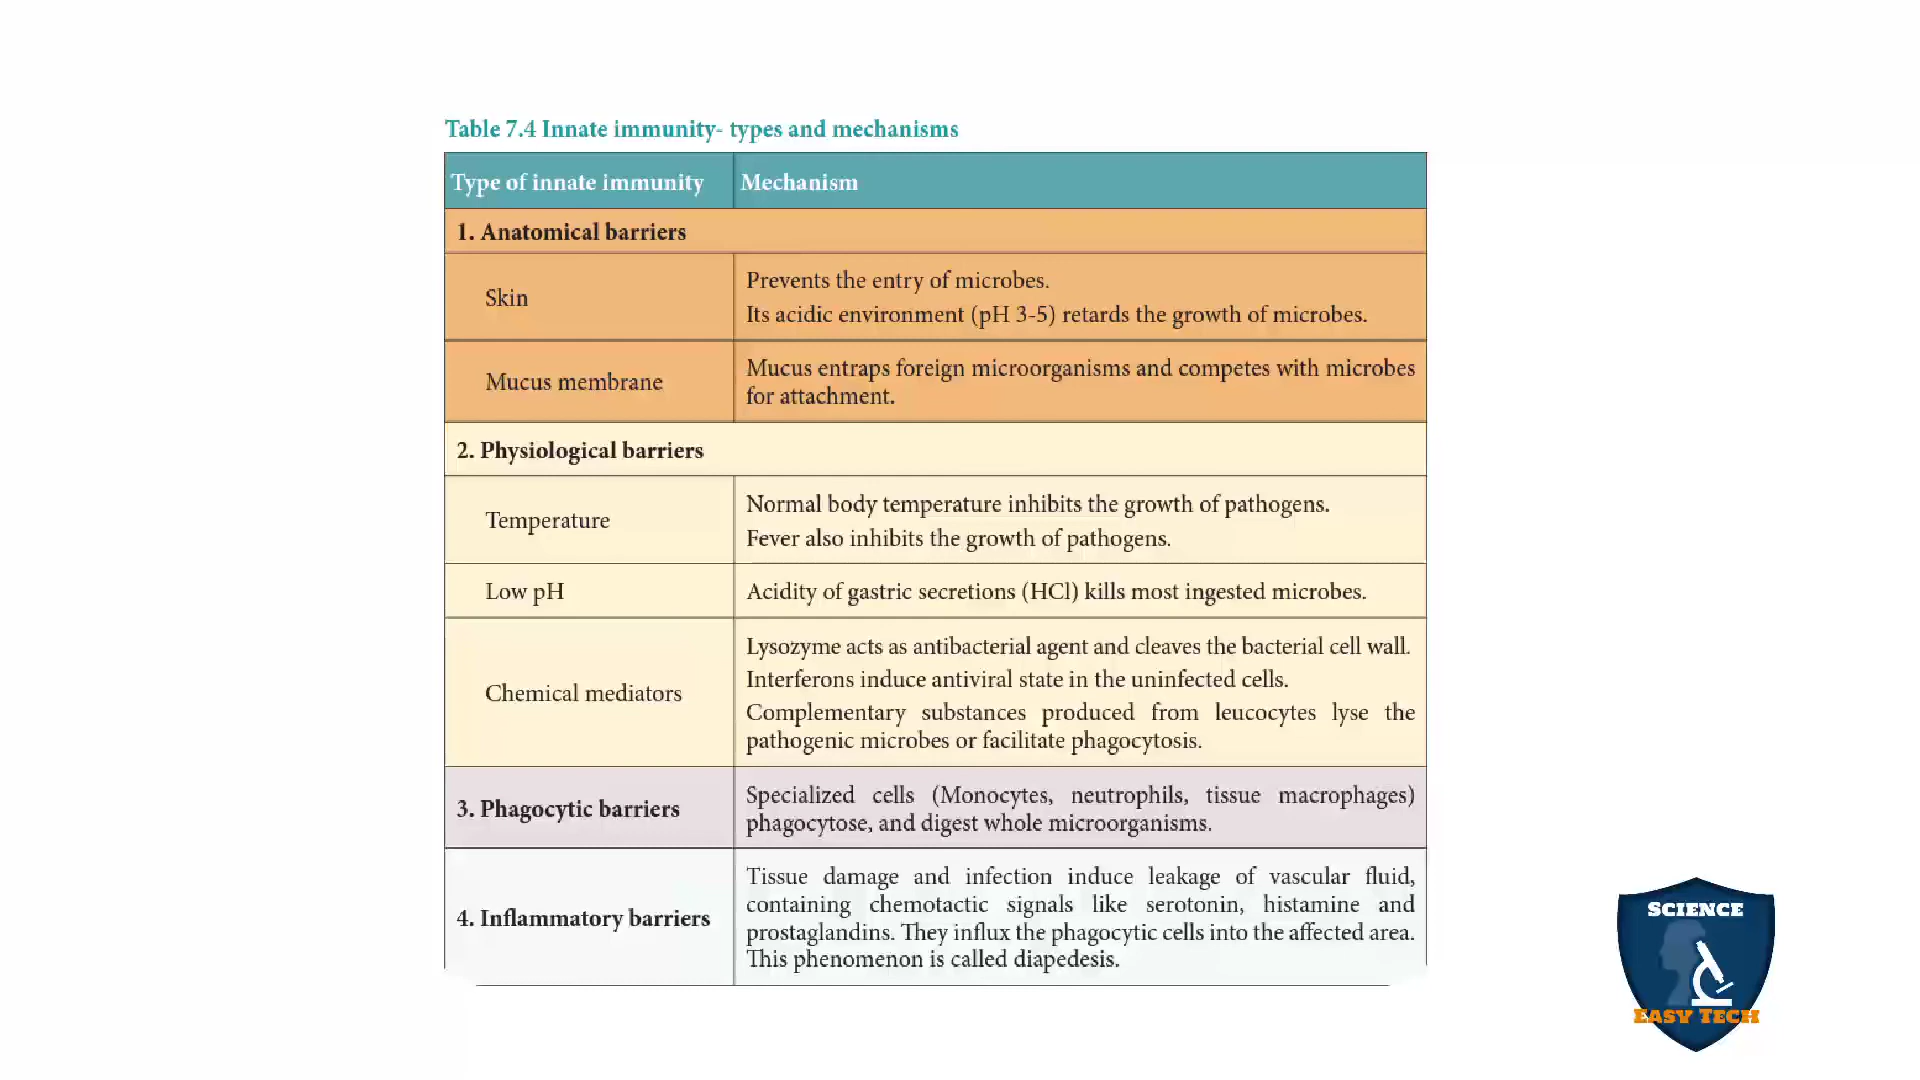 Table 7.4 Innate immunity- types and mechanisms
Type of innate immunity Mechanism
1. Anatomical barriers
Skin
Prevents the entry of microbes.
Its acidic environment (pH 3-5) retards the growth of microbes.
Mucus membrane
Mucus entraps foreign microorganisms and competes with microbes
for attachment.
2. Physiological barriers
Temperature
Normal body temperature inhibits the growth of pathogens.
Fever also inhibits the growth of pathogens.
Low pH
Acidity of gastric secretions (HCl) kills most ingested microbes.
Chemical mediators
Lysozyme acts as antibacterial agent and cleaves the bacterial cell wall.
Interferons induce antiviral state in the uninfected cells.
Complementary substances produced from leucocytes lyse the
pathogenic microbes or facilitate phagocytosis.
3. Phagocytic barriers
Specialized cells (Monocytes, neutrophils, tissue macrophages)
phagocytose, and digest whole microorganisms.
4. Inflammatory barriers
Tissue damage and infection induce leakage of vascular fluid,
containing chemotactic signals like serotonin, histamine and
prostaglandins. They influx the phagocytic cells into the affected area.
This phenomenon is called diapedesis.
SCIENCE
EASY TECH